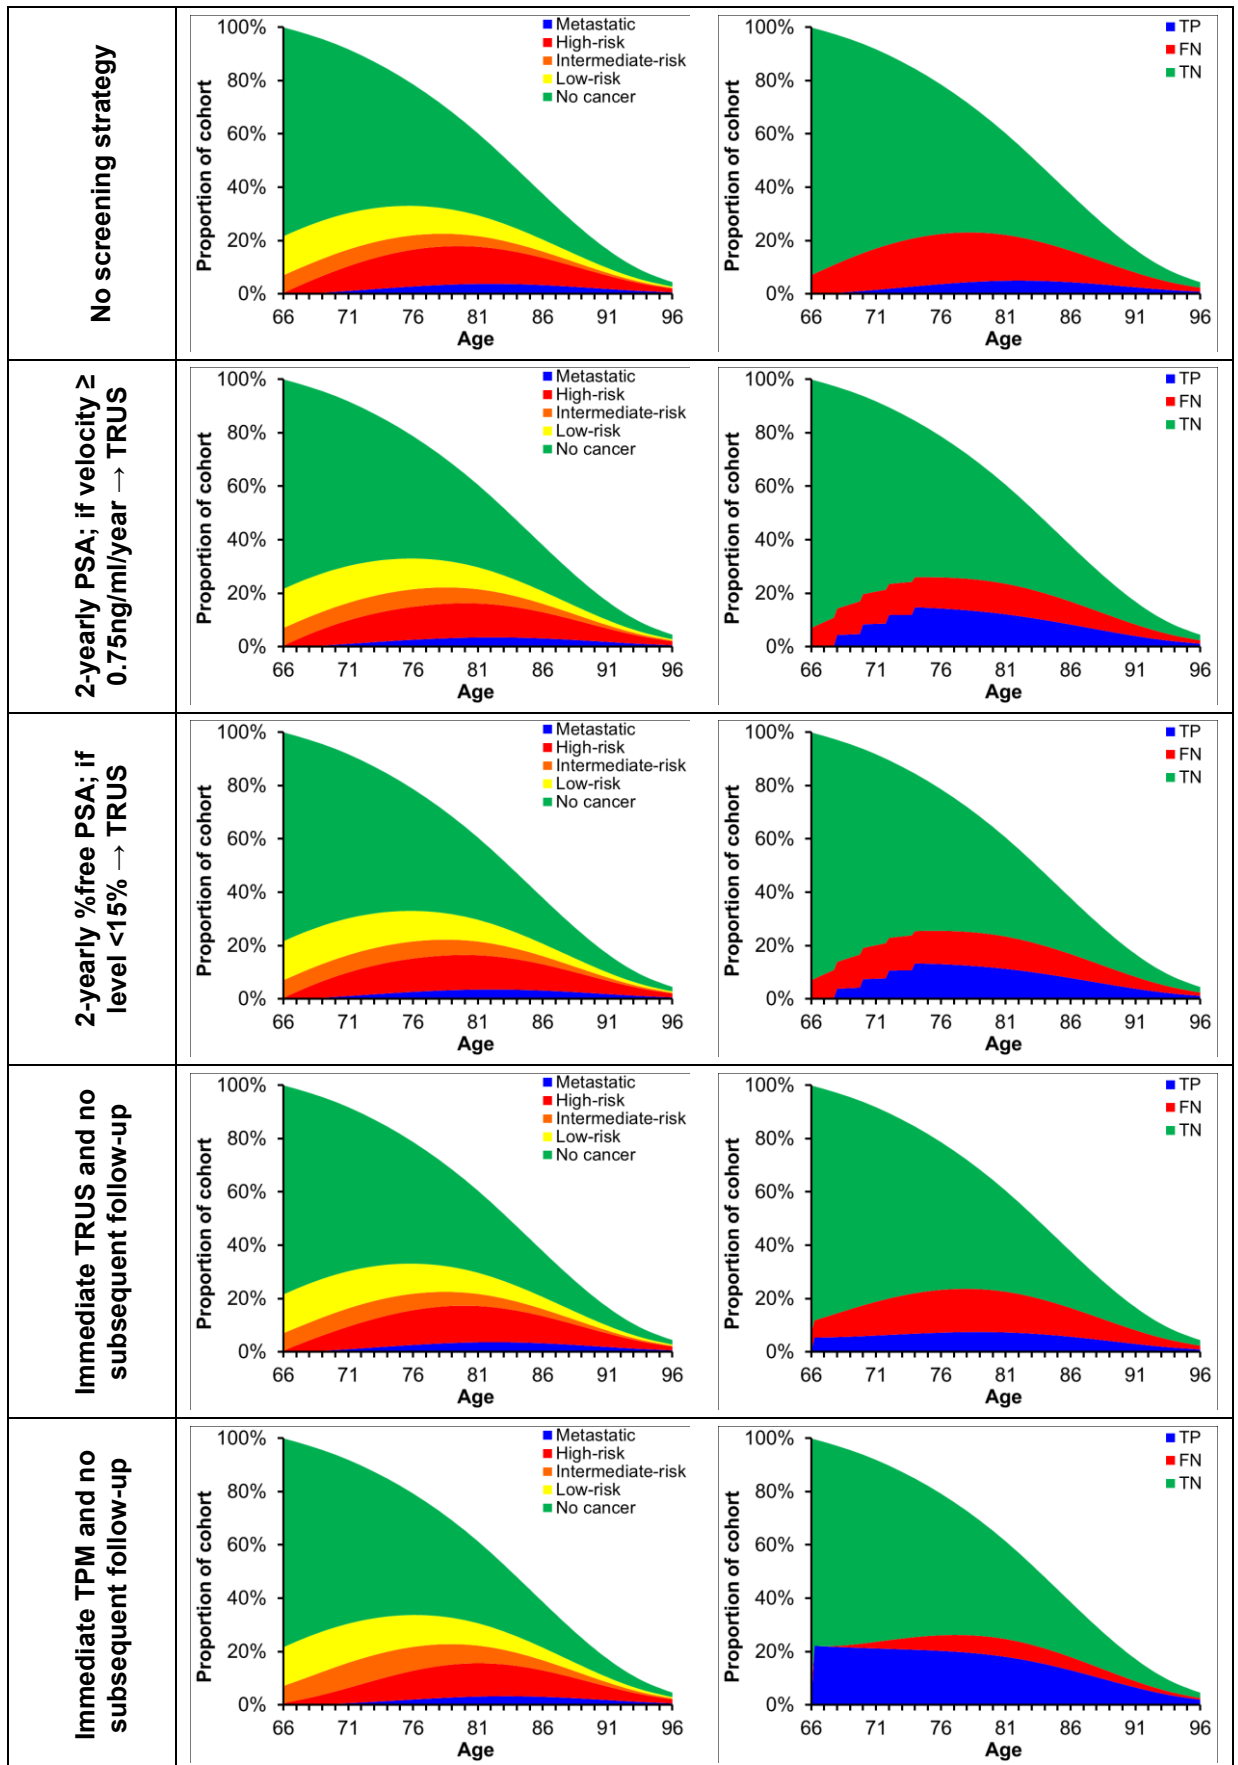 No screening strategy
100%
80%
60%
40%
20%
0%
Proportion of cohort
66 71 76 81 86 91 96
Age
Metastatic
High-risk
Intermediate-risk
Low-risk
No cancer
100%
80%
60%
40%
20%
0%
Proportion of cohort
66 71 76 81 86 91 96
Age
TP
FN
TN
2-yearly PSA; if velocity ≥
0.75ng/ml/year → TRUS
100%
80%
60%
40%
20%
0%
Proportion of cohort
66 71 76 81 86 91 96
Age
Metastatic
High-risk
Intermediate-risk
Low-risk
No cancer
100%
80%
60%
40%
20%
0%
Proportion of cohort
66 71 76 81 86 91 96
Age
TP
FN
TN
2-yearly %free PSA; if
level <15% → TRUS
100%
80%
60%
40%
20%
0%
Proportion of cohort
66 71 76 81 86 91 96
Age
Metastatic
High-risk
Intermediate-risk
Low-risk
No cancer
100%
80%
60%
40%
20%
0%
Proportion of cohort
66 71 76 81 86 91 96
Age
TP
FN
TN
Immediate TRUS and no
subsequent follow-up
100%
80%
60%
40%
20%
0%
Proportion of cohort
66 71 76 81 86 91 96
Age
Metastatic
High-risk
Intermediate-risk
Low-risk
No cancer
100%
80%
60%
40%
20%
0%
Proportion of cohort
66 71 76 81 86 91 96
Age
TP
FN
TN
Immediate TPM and no
subsequent follow-up
100%
80%
60%
40%
20%
0%
Proportion of cohort
66 71 76 81 86 91 96
Age
Metastatic
High-risk
Intermediate-risk
Low-risk
No cancer
100%
80%
60%
40%
20%
0%
Proportion of cohort
66 71 76 81 86 91 96
Age
TP
FN
TN